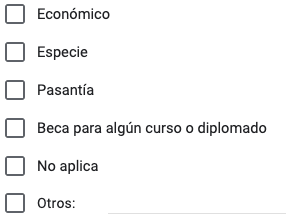 Económico
Especie
Pasantía
Beca para algún curso o diplomado
No aplica
Otros: